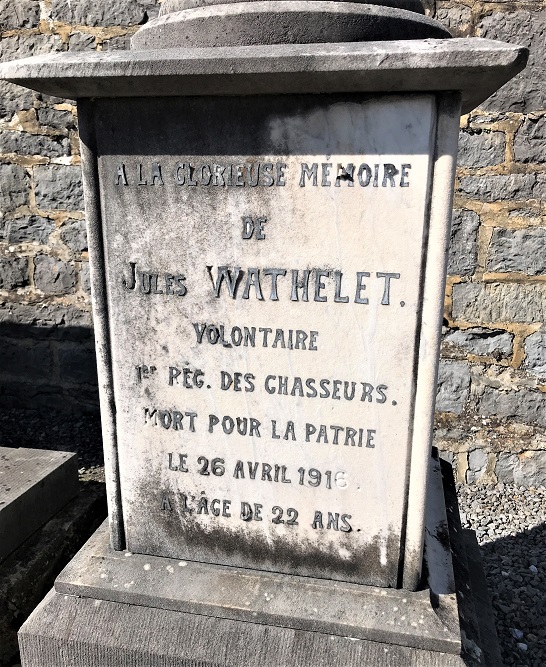 A LA GLORIEUSE MÉMOIRE
DE
JULES WATHELET.
VOLONTAIRE
1er RÉG. DES CHASSEURS.
MORT POUR LA PATRIE
LE 26 AVRIL 1916.
A L'ÂGE DE 22 ANS.